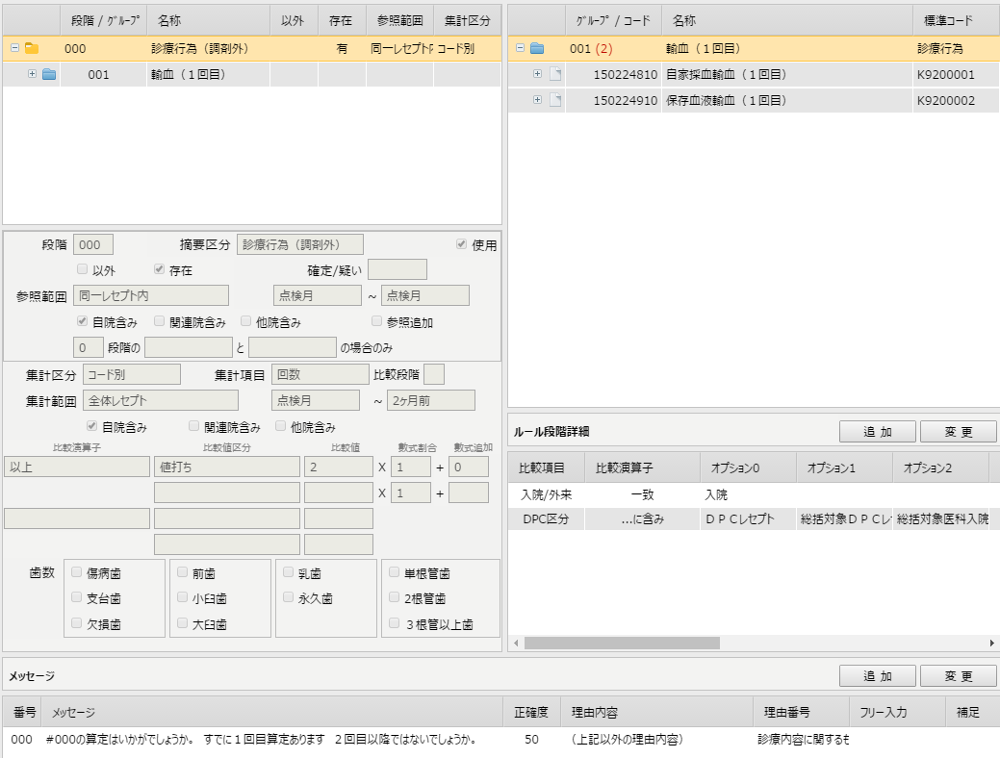 段階 / ｸﾞﾙｰﾌﾟ 名称 以外 存在 参照範囲 集計区分
000 診療行為（調剤外） 有 同一レセプト内 コード別
001 輸血（１回目）
ｸﾞﾙｰﾌﾟ / コード 名称 標準コード
001 (2) 輸血（１回目） 診療行為
150224810 自家採血輸血（１回目） K9200001
150224910 保存血液輸血（１回目） K9200002
段階 000 摘要区分 診療行為（調剤外） 使用
以外 存在 確定/疑い
参照範囲 同一レセプト内 点検月 ～ 点検月
自院含み 関連院含み 他院含み 参照追加
0 段階の と の場合のみ
集計区分 コード別 集計項目 回数 比較段階
集計範囲 全体レセプト 点検月 ～ 2ヶ月前
自院含み 関連院含み 他院含み
比較演算子 比較値区分 比較値 數式割合 數式追加
以上 値打ち 2 X 1 + 0
X 1 +
歯数 傷病歯 前歯 乳歯 単根管歯
支台歯 小臼歯 永久歯 2根管歯
欠損歯 大臼歯 ３根管以上歯
ルール段階詳細 追 加 変 更
比較項目 比較演算子 オプション0 オプション1 オプション2
入院/外来 一致 入院
DPC区分 ...に含み ＤＰＣレセプト 総括対象ＤＰＣレ 総括対象医科入院
メッセージ 追 加 変 更
番号 メッセージ 正確度 理由内容 理由番号 フリー入力 補足
000 #000の算定はいかがでしょうか。 すでに１回目算定あります ２回目以降ではないでしょうか。 50 （上記以外の理由内容） 診療内容に関するも